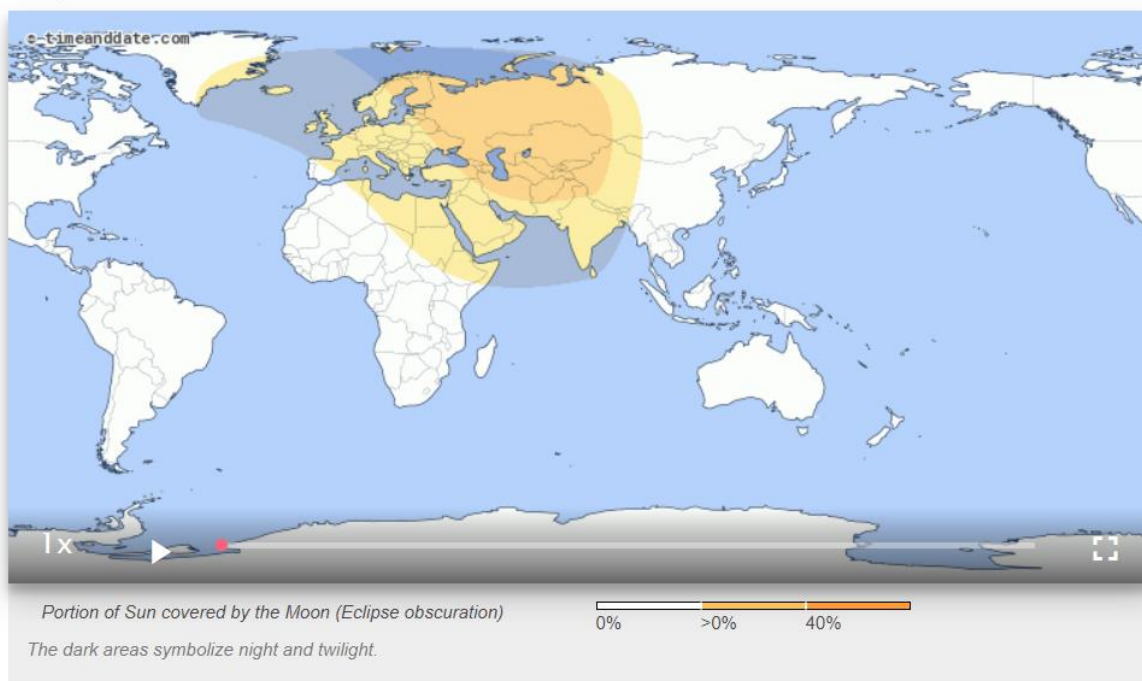 ©timeanddate.com
1x
Portion of Sun covered by the Moon (Eclipse obscuration)
0% >0% 40%
The dark areas symbolize night and twilight.